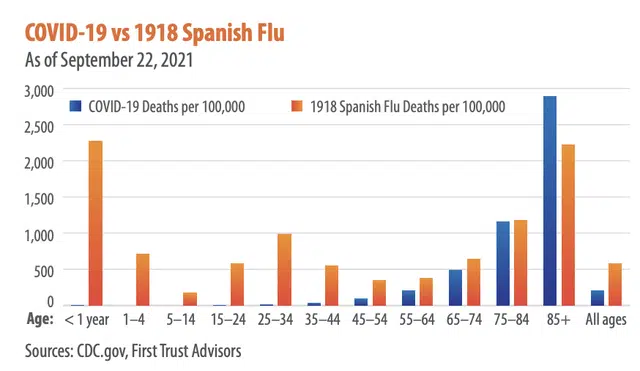 COVID-19 vs 1918 Spanish Flu
As of September 22, 2021
3,000
COVID-19 Deaths per 100,000 1918 Spanish Flu Deaths per 100,000
2,500
2,000
1,500
1,000
500
0
Age: < 1 year 1–4 5–14 15–24 25–34 35–44 45–54 55–64 65–74 75–84 85+ All ages
Sources: CDC.gov, First Trust Advisors